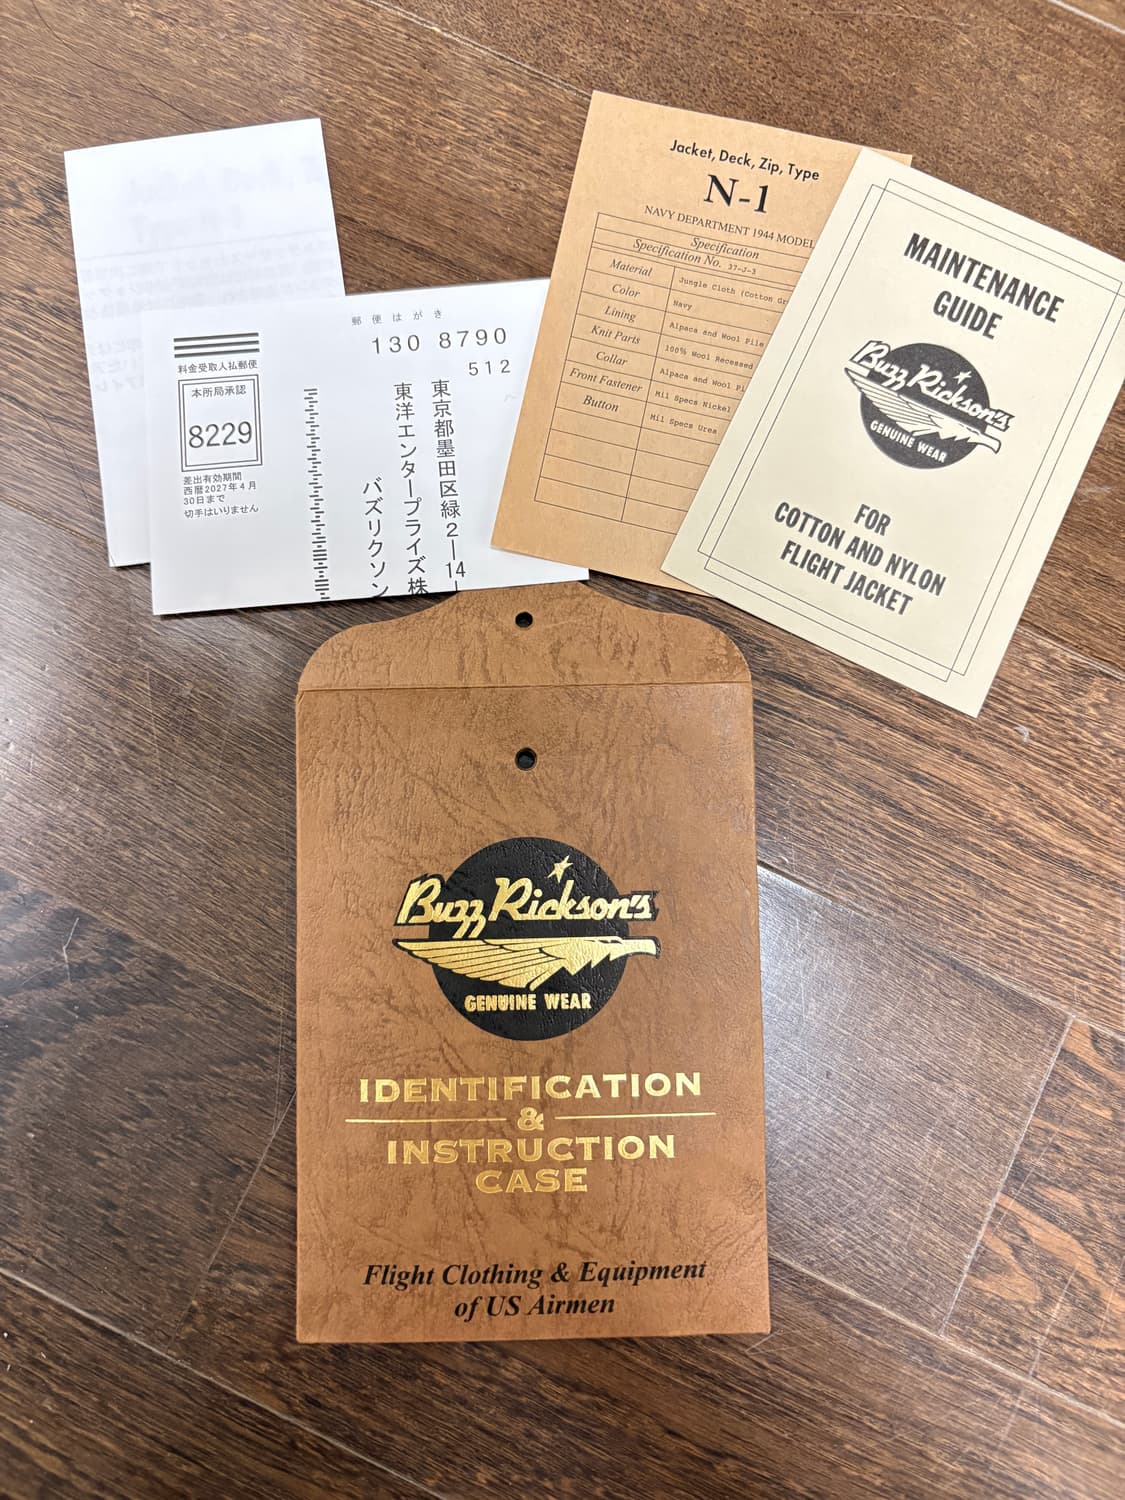 郵便はがき
130 8790
512
料金受取人払郵便
本所局承認
8229
差出有効期間
西暦2027年4月
30日まで
切手はいりません
東京都墨田区緑2―14
東洋エンタープライズ株
バズリクソン
Jacket, Deck, Zip, Type
N-1
NAVY DEPARTMENT 1944 MODEL
Specification
Specification No. 37-J-3
Material Jungle Cloth (Cotton
Color Navy
Lining Alpaca and Wool Pile
Knit Parts 100% Wool Recessed
Collar Alpaca and Wool
Front Fastener Mil Specs Nickel
Button Mil Specs Urea
MAINTENANCE
GUIDE
Buzz Rickson's
GENUINE WEAR
FOR
COTTON AND NYLON
FLIGHT JACKET
Buzz Rickson's
GENUINE WEAR
IDENTIFICATION
&
INSTRUCTION
CASE
Flight Clothing & Equipment
of US Airmen